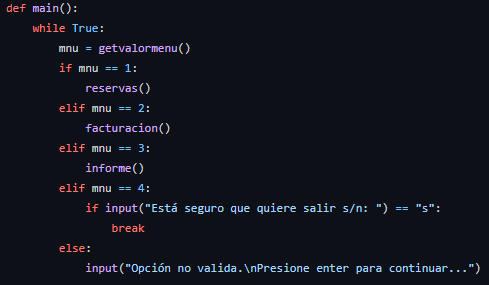 def main():
    while True:
        mnu = getvalormenu()
        if mnu == 1:
            reservas()
        elif mnu == 2:
            facturacion()
        elif mnu == 3:
            informe()
        elif mnu == 4:
            if input("Está seguro que quiere salir s/n: ") == "s":
                break
        else:
            input("Opción no valida.\nPresione enter para continuar...")